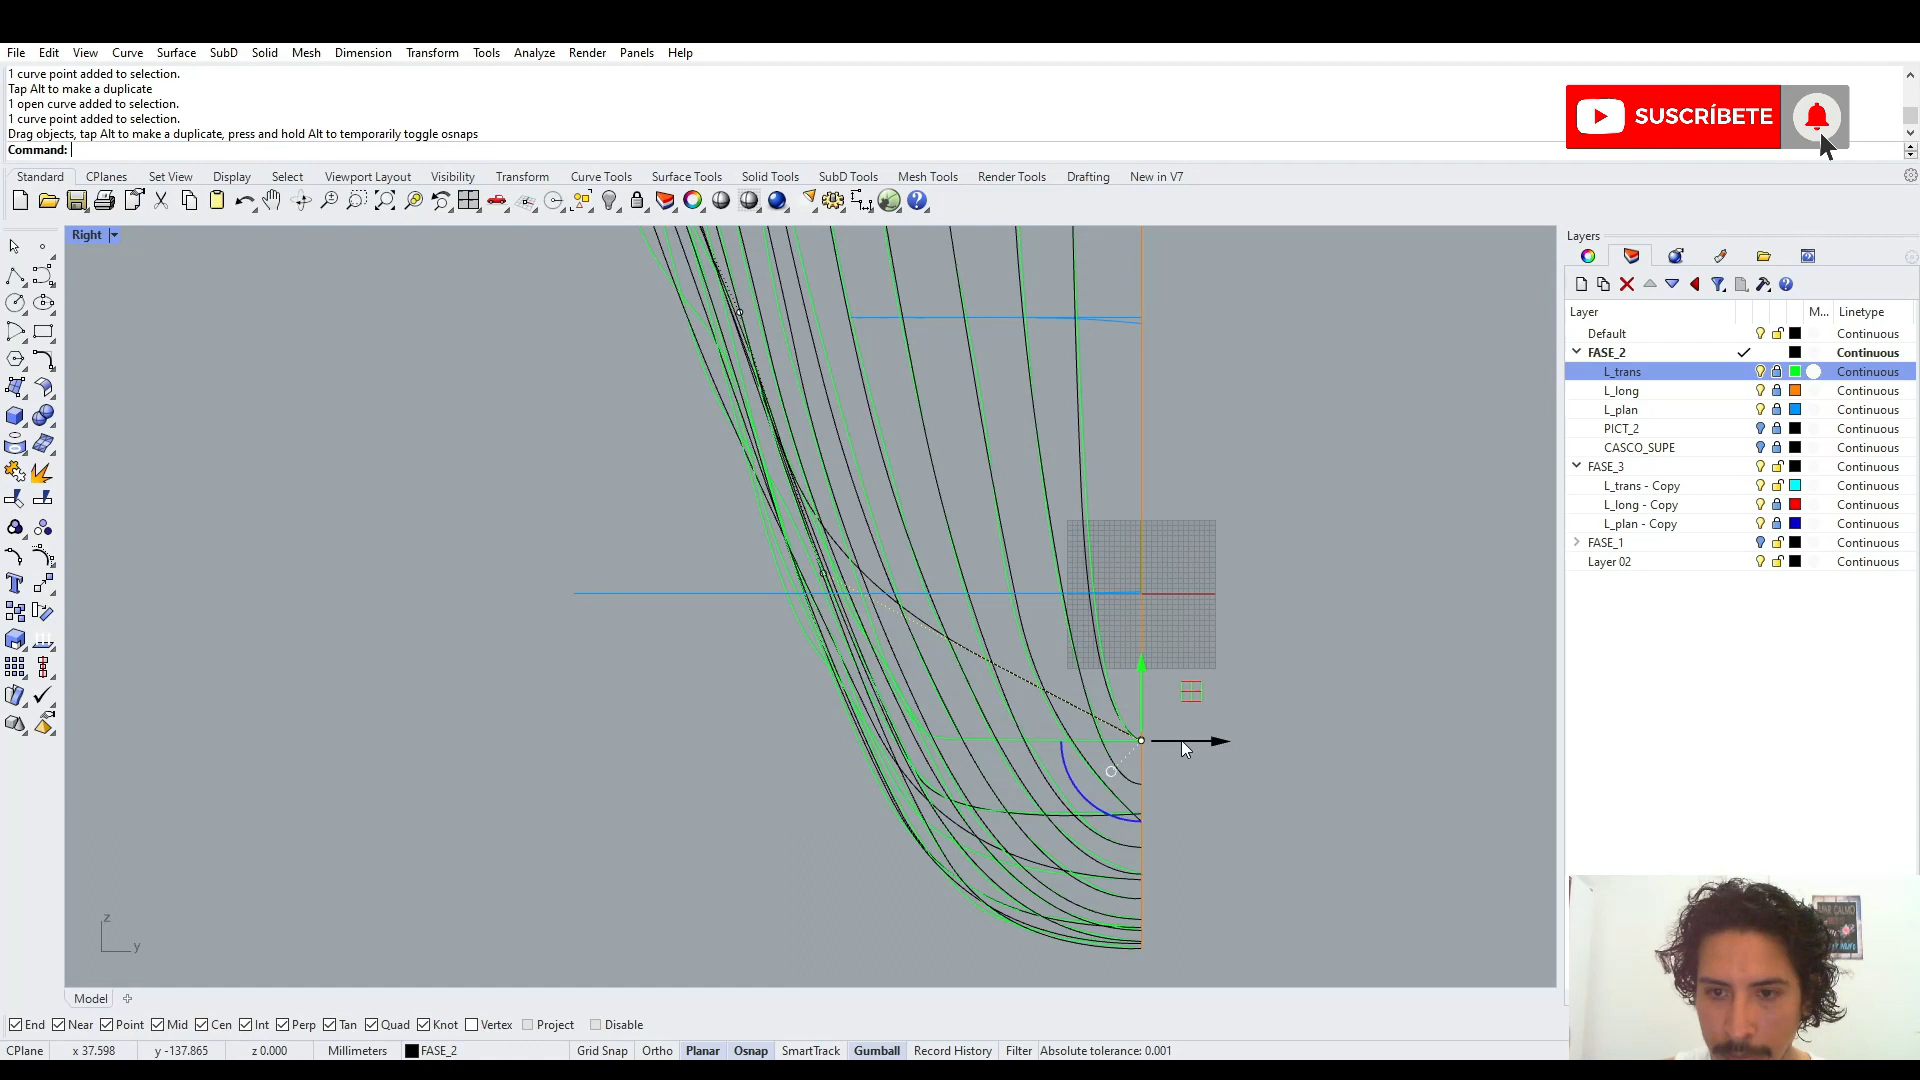 File Edit View Curve Surface SubD Solid Mesh Dimension Transform Tools Analyze Render Panels Help
1 curve point added to selection.
Tap Alt to make a duplicate
1 open curve added to selection.
1 curve point added to selection.
Drag objects, tap Alt to make a duplicate, press and hold Alt to temporarily toggle osnaps
Command:
SUSCRÍBETE
Standard CPlanes Set View Display Select Viewport Layout Visibility Transform Curve Tools Surface Tools Solid Tools SubD Tools Mesh Tools Render Tools Drafting New in V7
Right
Layers
Layer M... Linetype
Default Continuous
FASE_2 Continuous
L_trans Continuous
L_long Continuous
L_plan Continuous
PICT_2 Continuous
CASCO_SUPE Continuous
FASE_3 Continuous
L_trans - Copy Continuous
L_long - Copy Continuous
L_plan - Copy Continuous
FASE_1 Continuous
Layer 02 Continuous
z
y
Model
End Near Point Mid Cen Int Perp Tan Quad Knot Vertex Project Disable
CPlane x 37.598 y -137.865 z 0.000 Millimeters FASE_2 Grid Snap Ortho Planar Osnap SmartTrack Gumball Record History Filter Absolute tolerance: 0.001